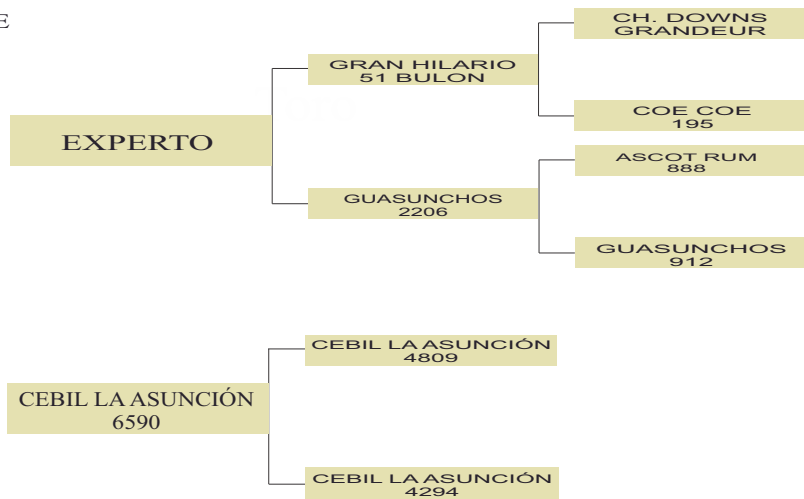 E
CH. DOWNS
GRANDEUR
GRAN HILARIO
51 BULON
COE COE
195
EXPERTO
ASCOT RUM
888
GUASUNCHOS
2206
GUASUNCHOS
912
CEBIL LA ASUNCIÓN
4809
CEBIL LA ASUNCIÓN
6590
CEBIL LA ASUNCIÓN
4294